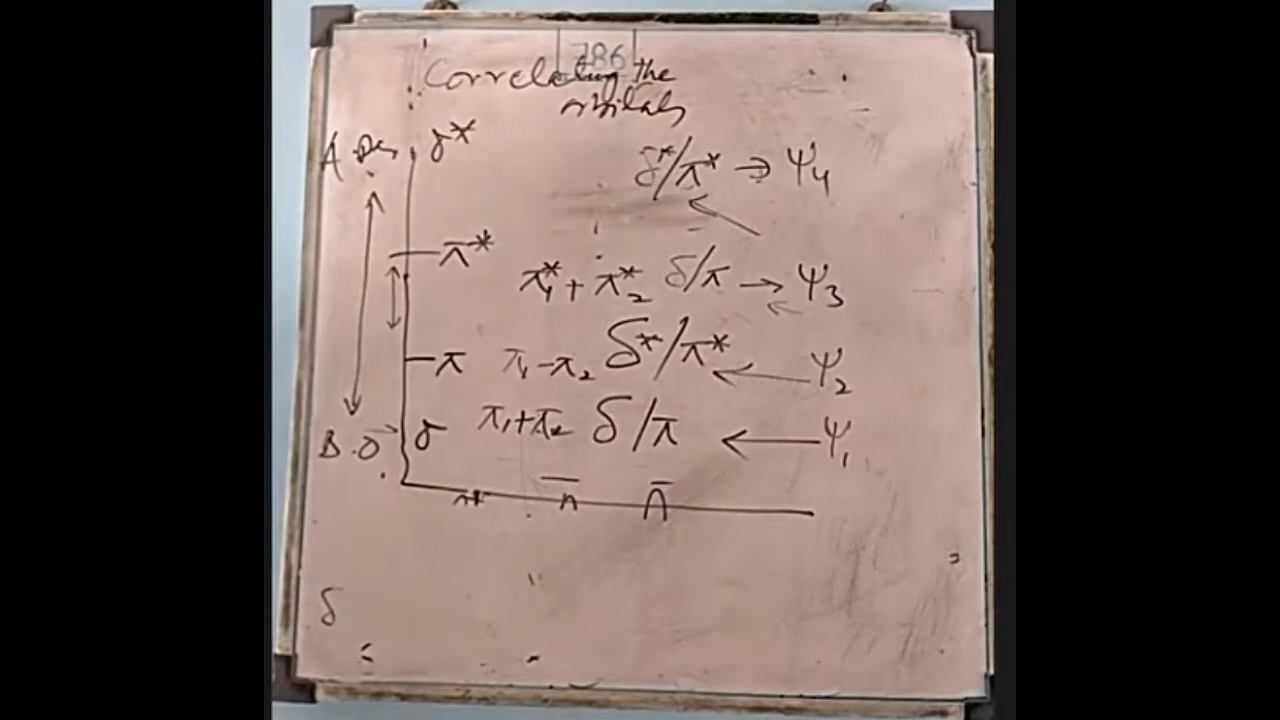 786
Correlating the
orbitals
δ*
δ*/π* → Ψ4
π*
π1* + π2* δ/π → Ψ3
π π1-π2 δ*/π* ← Ψ2
B.O δ π1+π2 δ/π ← Ψ1
δ